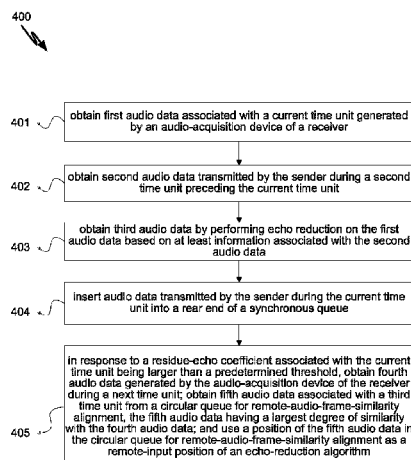 400
401
obtain first audio data associated with a current time unit generated
by an audio-acquisition device of a receiver
402
obtain second audio data transmitted by the sender during a second
time unit preceding the current time unit
403
obtain third audio data by performing echo reduction on the first
audio data based on at least information associated with the second
audio data
404
insert audio data transmitted by the sender during the current time
unit into a rear end of a synchronous queue
405
in response to a residue-echo coefficient associated with the current
time unit being larger than a predetermined threshold, obtain fourth
audio data generated by the audio-acquisition device of the receiver
during a next time unit; obtain fifth audio data associated with a third
time unit from a circular queue for remote-audio-frame-similarity
alignment, the fifth audio data having a largest degree of similarity
with the fourth audio data; and use a position of the fifth audio data in
the circular queue for remote-audio-frame-similarity alignment as a
remote-input position of an echo-reduction algorithm